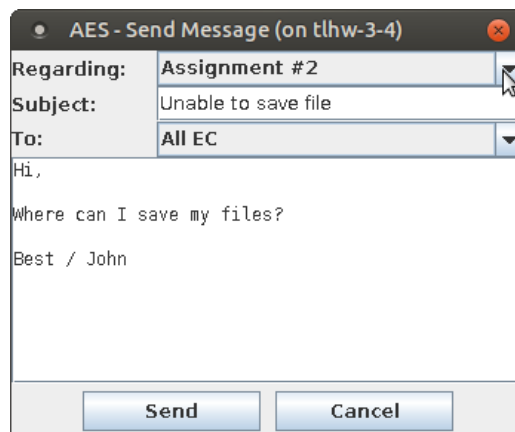 AES - Send Message (on tlhw-3-4)
Regarding: Assignment #2
Subject: Unable to save file
To: All EC
Hi,
Where can I save my files?
Best / John
Send Cancel